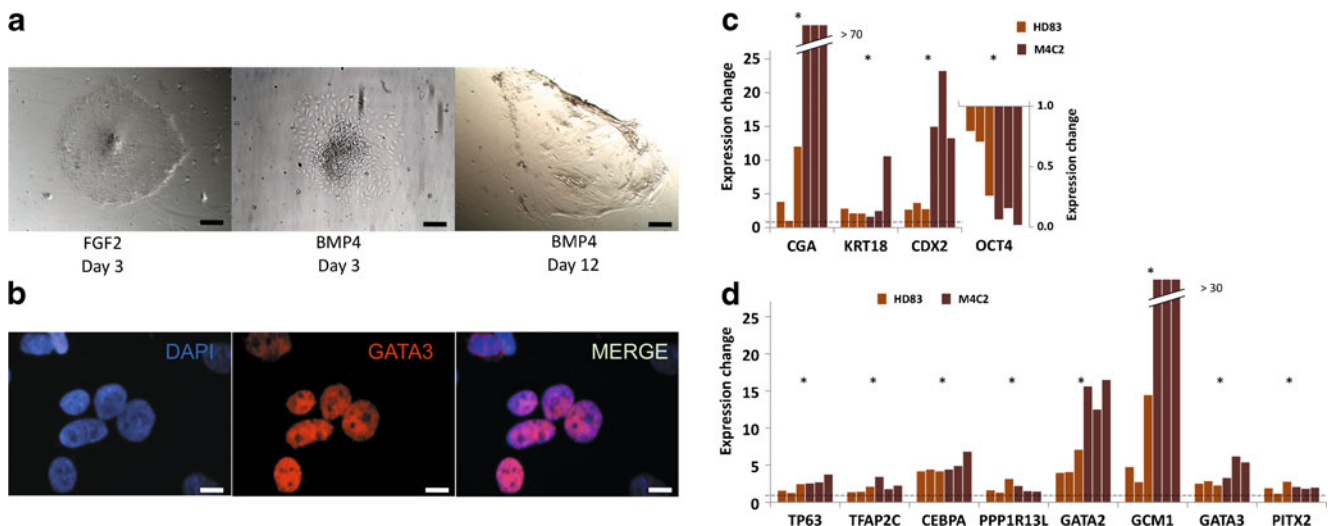 a
FGF2
Day 3
BMP4
Day 3
BMP4
Day 12
b
DAPI
GATA3
MERGE
c
HD83
M4C2
Expression change
25
20
15
10
5
0
*
> 70
*
*
*
1.0
0.5
0.0
Expression change
CGA KRT18 CDX2 OCT4
d
HD83 M4C2
Expression change
25
20
15
10
5
0
*
> 30
* * * * * * *
TP63 TFAP2C CEBPA PPP1R13L GATA2 GCM1 GATA3 PITX2